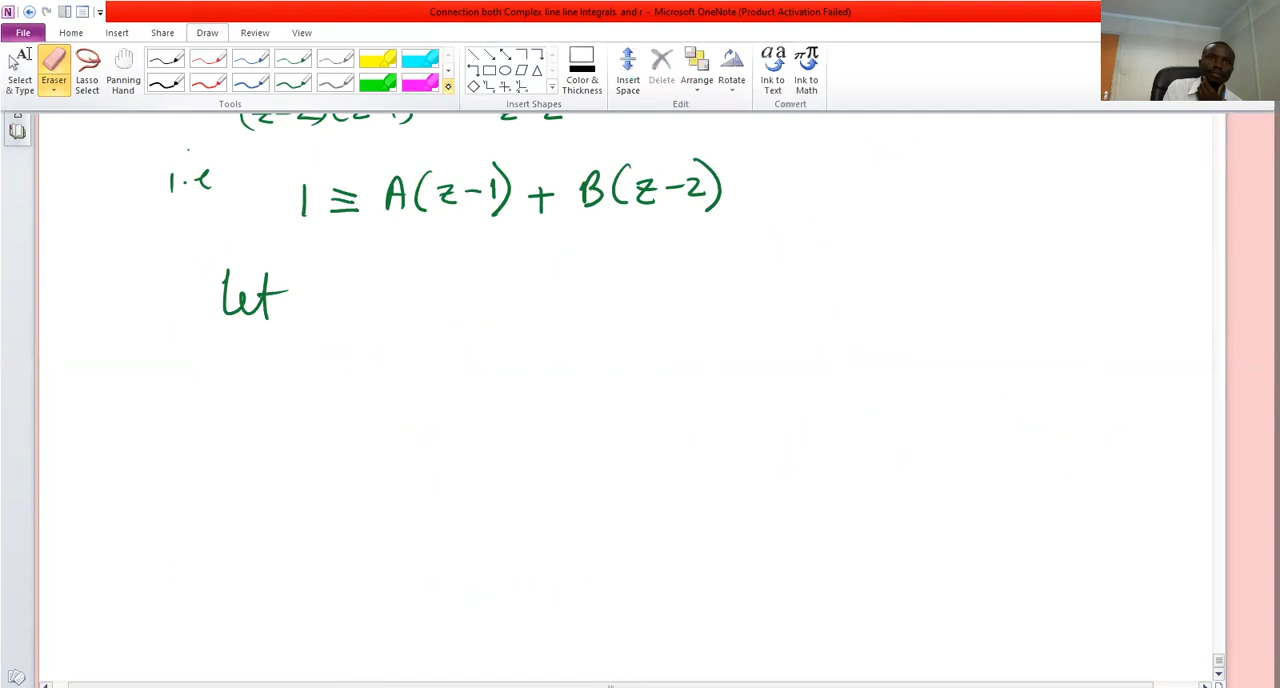 Connection both Complex line line Integrals and r - Microsoft OneNote (Product Activation Failed)
File Home Insert Share Draw Review View
Select & Type Eraser Lasso Select Panning Hand Color & Thickness Insert Space Delete Arrange Rotate Ink to Text Ink to Math
Tools Insert Shapes Edit Convert
i.e 1 ≡ A(z-1) + B(z-2)
let